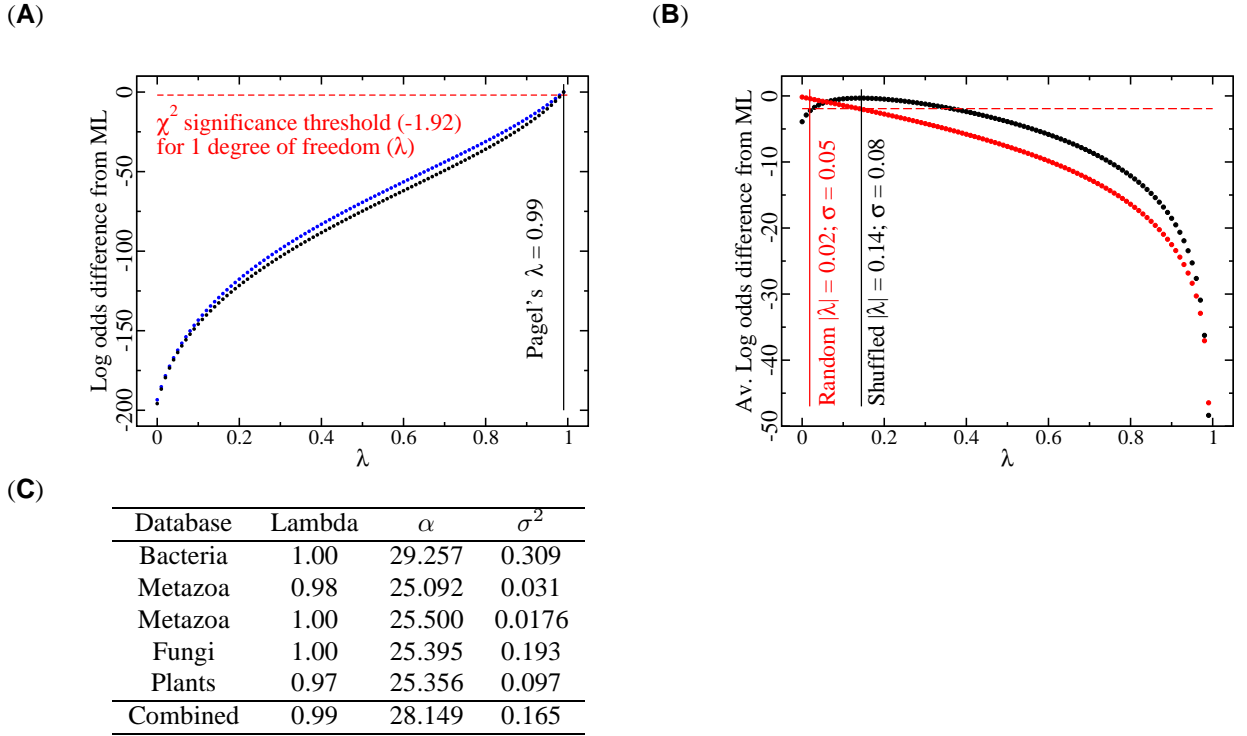 (A)
Log odds difference from ML
0
-50
-100
-150
-200
χ² significance threshold (-1.92)
for 1 degree of freedom (λ)
Pagel's λ = 0.99
0 0.2 0.4 0.6 0.8 1
λ
(B)
Av. Log odds difference from ML
0
-10
-20
-30
-40
-50
Random |λ| = 0.02; σ = 0.05
Shuffled |λ| = 0.14; σ = 0.08
0 0.2 0.4 0.6 0.8 1
λ
(C)
Database Lambda α σ²
Bacteria 1.00 29.257 0.309
Metazoa 0.98 25.092 0.031
Metazoa 1.00 25.500 0.0176
Fungi 1.00 25.395 0.193
Plants 0.97 25.356 0.097
Combined 0.99 28.149 0.165